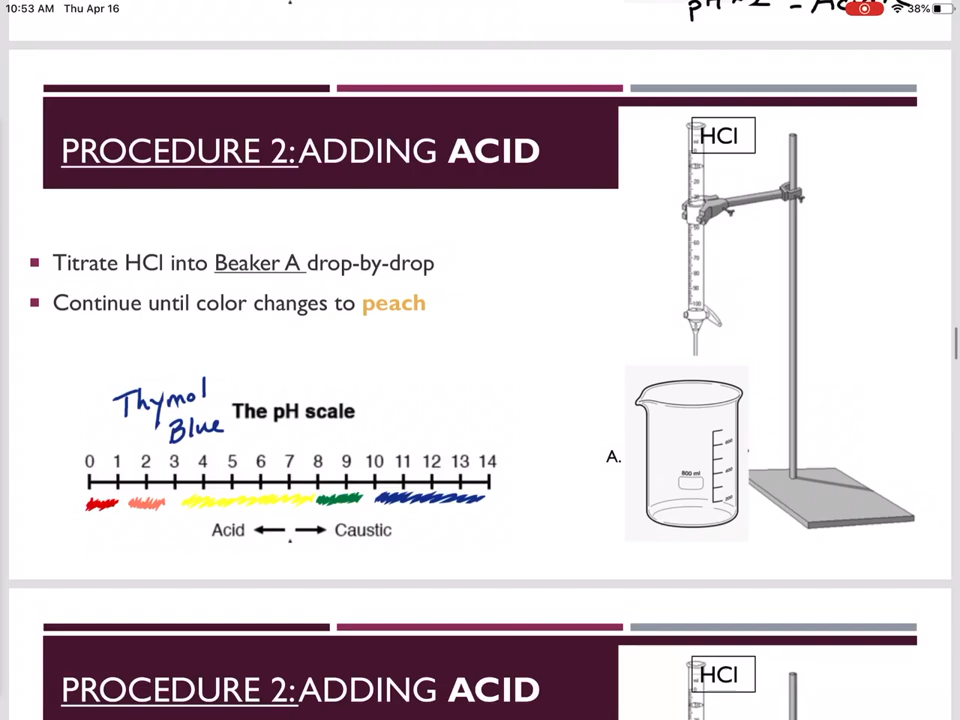 10:53 AM Thu Apr 16
38%
PROCEDURE 2: ADDING ACID
HCl
▪ Titrate HCl into Beaker A drop-by-drop
▪ Continue until color changes to peach
Thymol
Blue
The pH scale
0 1 2 3 4 5 6 7 8 9 10 11 12 13 14
Acid ← → Caustic
A.
800 ml
PROCEDURE 2: ADDING ACID
HCl